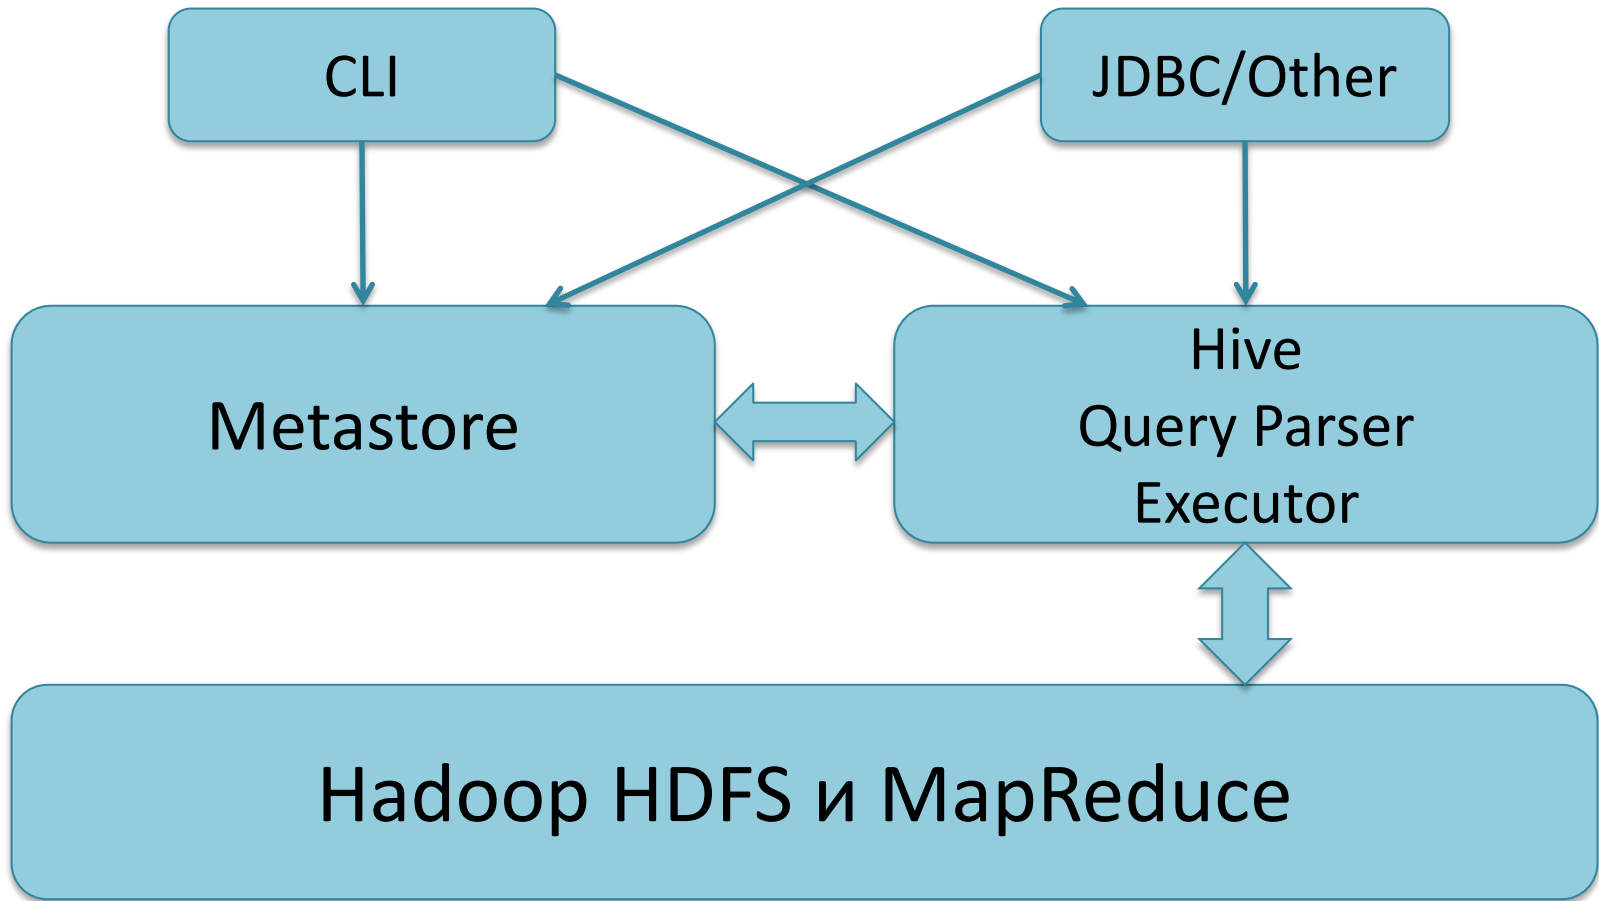 CLI
JDBC/Other
Metastore
Hive
Query Parser
Executor
Hadoop HDFS и MapReduce